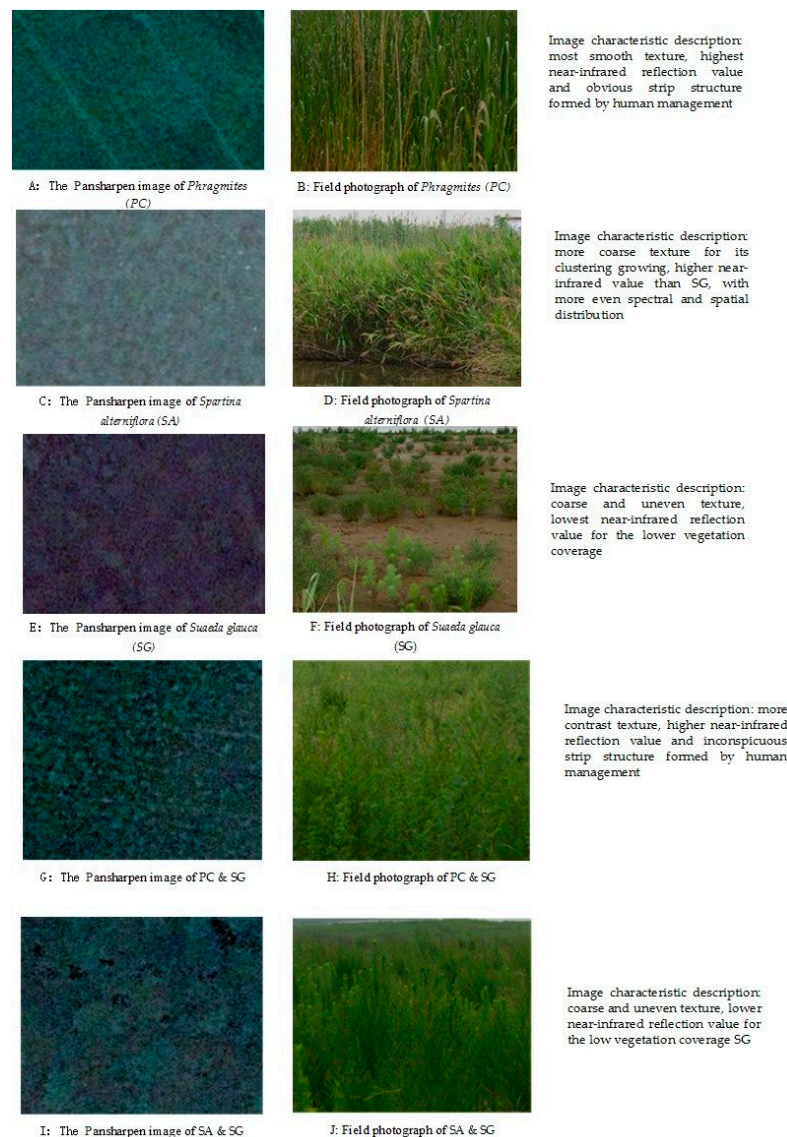 Image characteristic description:
most smooth texture, highest
near-infrared reflection value
and obvious strip structure
formed by human management
A: The Pansharpen image of Phragmites
(PC)
B: Field photograph of Phragmites (PC)
Image characteristic description:
more coarse texture for its
clustering growing, higher near-
infrared value than SG, with
more even spectral and spatial
distribution
C: The Pansharpen image of Spartina
alterniflora (SA)
D: Field photograph of Spartina
alterniflora (SA)
Image characteristic description:
coarse and uneven texture,
lowest near-infrared reflection
value for the lower vegetation
coverage
E: The Pansharpen image of Suaeda glauca
(SG)
F: Field photograph of Suaeda glauca
(SG)
Image characteristic description: more
contrast texture, higher near-infrared
reflection value and inconspicuous
strip structure formed by human
management
G: The Pansharpen image of PC & SG
H: Field photograph of PC & SG
Image characteristic description:
coarse and uneven texture, lower
near-infrared reflection value for
the low vegetation coverage SG
I: The Pansharpen image of SA & SG
J: Field photograph of SA & SG